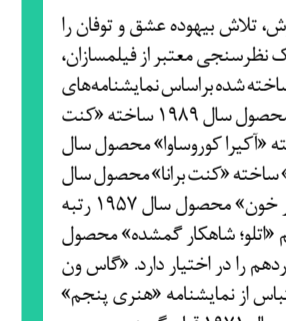 ش، تلاش بیهوده عشق و توفان را
ک نظرسنجی معتبر از فیلمسازان،
ساخته شده براساس نمایشنامه‌های
محصول سال ۱۹۸۹ ساخته «کنت
ته «آکیرا کوروساوا» محصول سال
» ساخته «کنت برانا» محصول سال
خون» محصول سال ۱۹۵۷ رتبه
م «اتلو؛ شاهکار گمشده» محصول
ردهم را در اختیار دارد. «گاس ون
تباس از نمایشنامه «هنری پنجم»